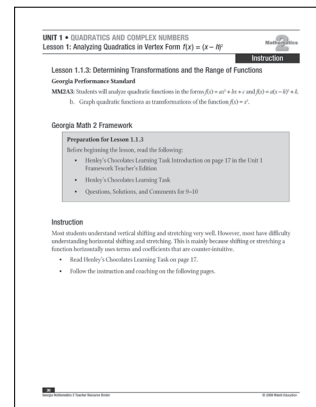 UNIT 1 • QUADRATICS AND COMPLEX NUMBERS
Lesson 1: Analyzing Quadratics in Vertex Form f(x) = (x – h)²
Mathematics
2
Instruction
Lesson 1.1.3: Determining Transformations and the Range of Functions
Georgia Performance Standard
MM2A3: Students will analyze quadratic functions in the forms f(x) = ax² + bx + c and f(x) = a(x – h)² + k.
b. Graph quadratic functions as transformations of the function f(x) = x².
Georgia Math 2 Framework
Preparation for Lesson 1.1.3
Before beginning the lesson, read the following:
• Henley's Chocolates Learning Task Introduction on page 17 in the Unit 1
Framework Teacher's Edition
• Henley's Chocolates Learning Task
• Questions, Solutions, and Comments for 9–10
Instruction
Most students understand vertical shifting and stretching very well. However, most have difficulty
understanding horizontal shifting and stretching. This is mainly because shifting or stretching a
function horizontally uses terms and coefficients that are counter-intuitive.
• Read Henley's Chocolates Learning Task on page 17.
• Follow the instruction and coaching on the following pages.
Georgia Mathematics 2 Teacher Resource Binder
© 2008 Walch Education